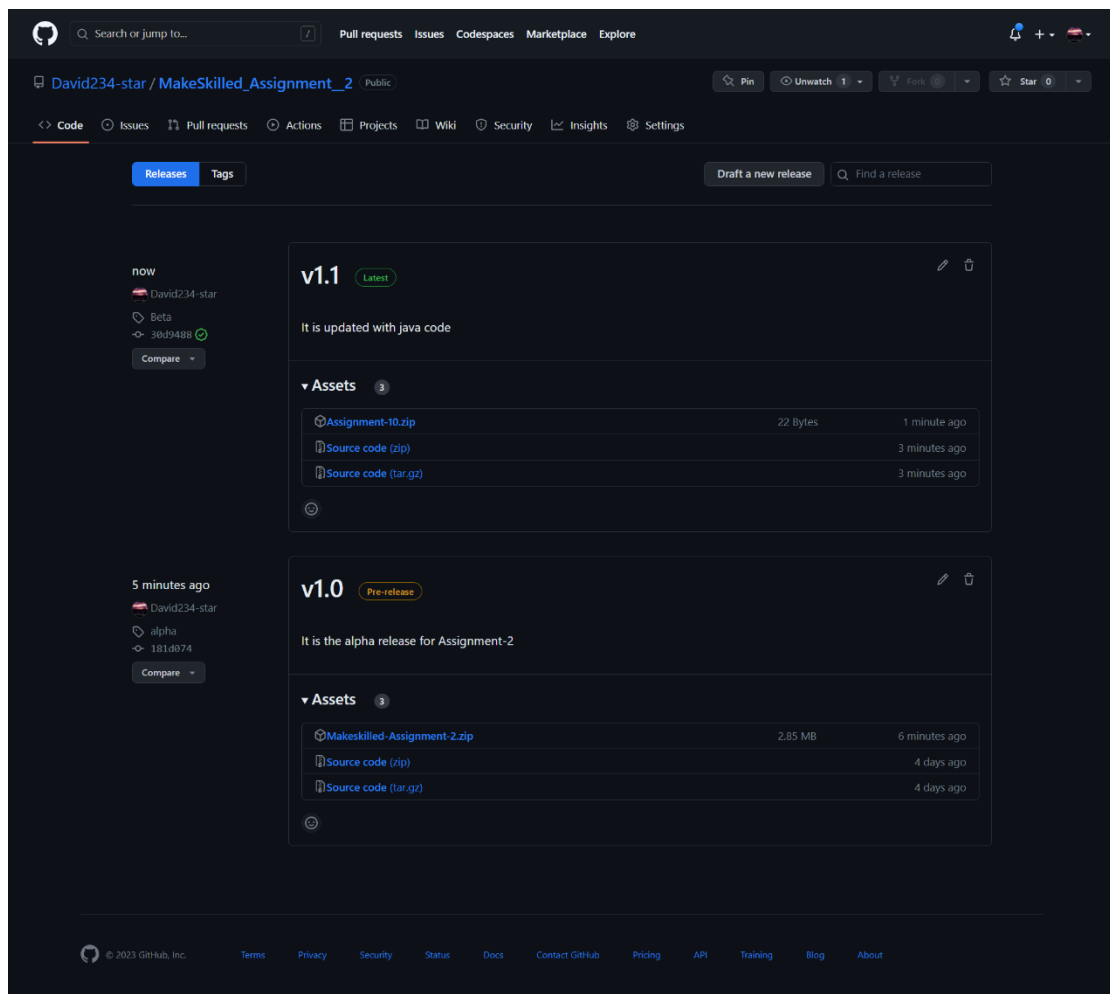 Search or jump to... /
Pull requests Issues Codespaces Marketplace Explore
David234-star / MakeSkilled_Assignment__2 Public
Pin Unwatch 1 Fork 0 Star 0
Code Issues Pull requests Actions Projects Wiki Security Insights Settings
Releases Tags Draft a new release Find a release
now
David234-star
Beta
30d9488
Compare
v1.1 Latest
It is updated with java code
Assets 3
Assignment-10.zip 22 Bytes 1 minute ago
Source code (zip) 3 minutes ago
Source code (tar.gz) 3 minutes ago
5 minutes ago
David234-star
alpha
181d074
Compare
v1.0 Pre-release
It is the alpha release for Assignment-2
Assets 3
Makeskilled-Assignment-2.zip 2.85 MB 6 minutes ago
Source code (zip) 4 days ago
Source code (tar.gz) 4 days ago
© 2023 GitHub, Inc. Terms Privacy Security Status Docs Contact GitHub Pricing API Training Blog About